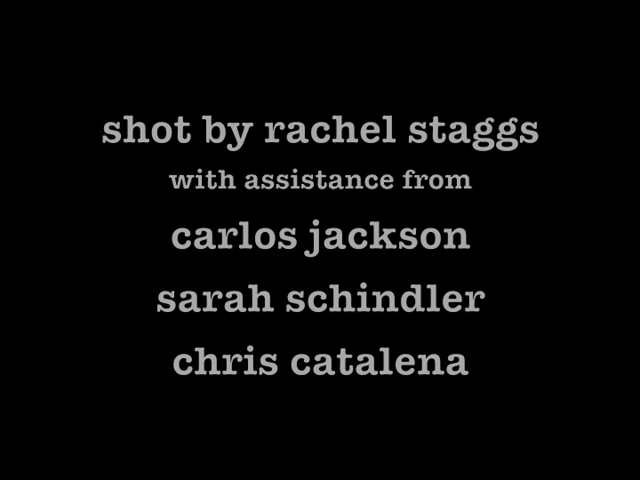 shot by rachel staggs
with assistance from
carlos jackson
sarah schindler
chris catalena